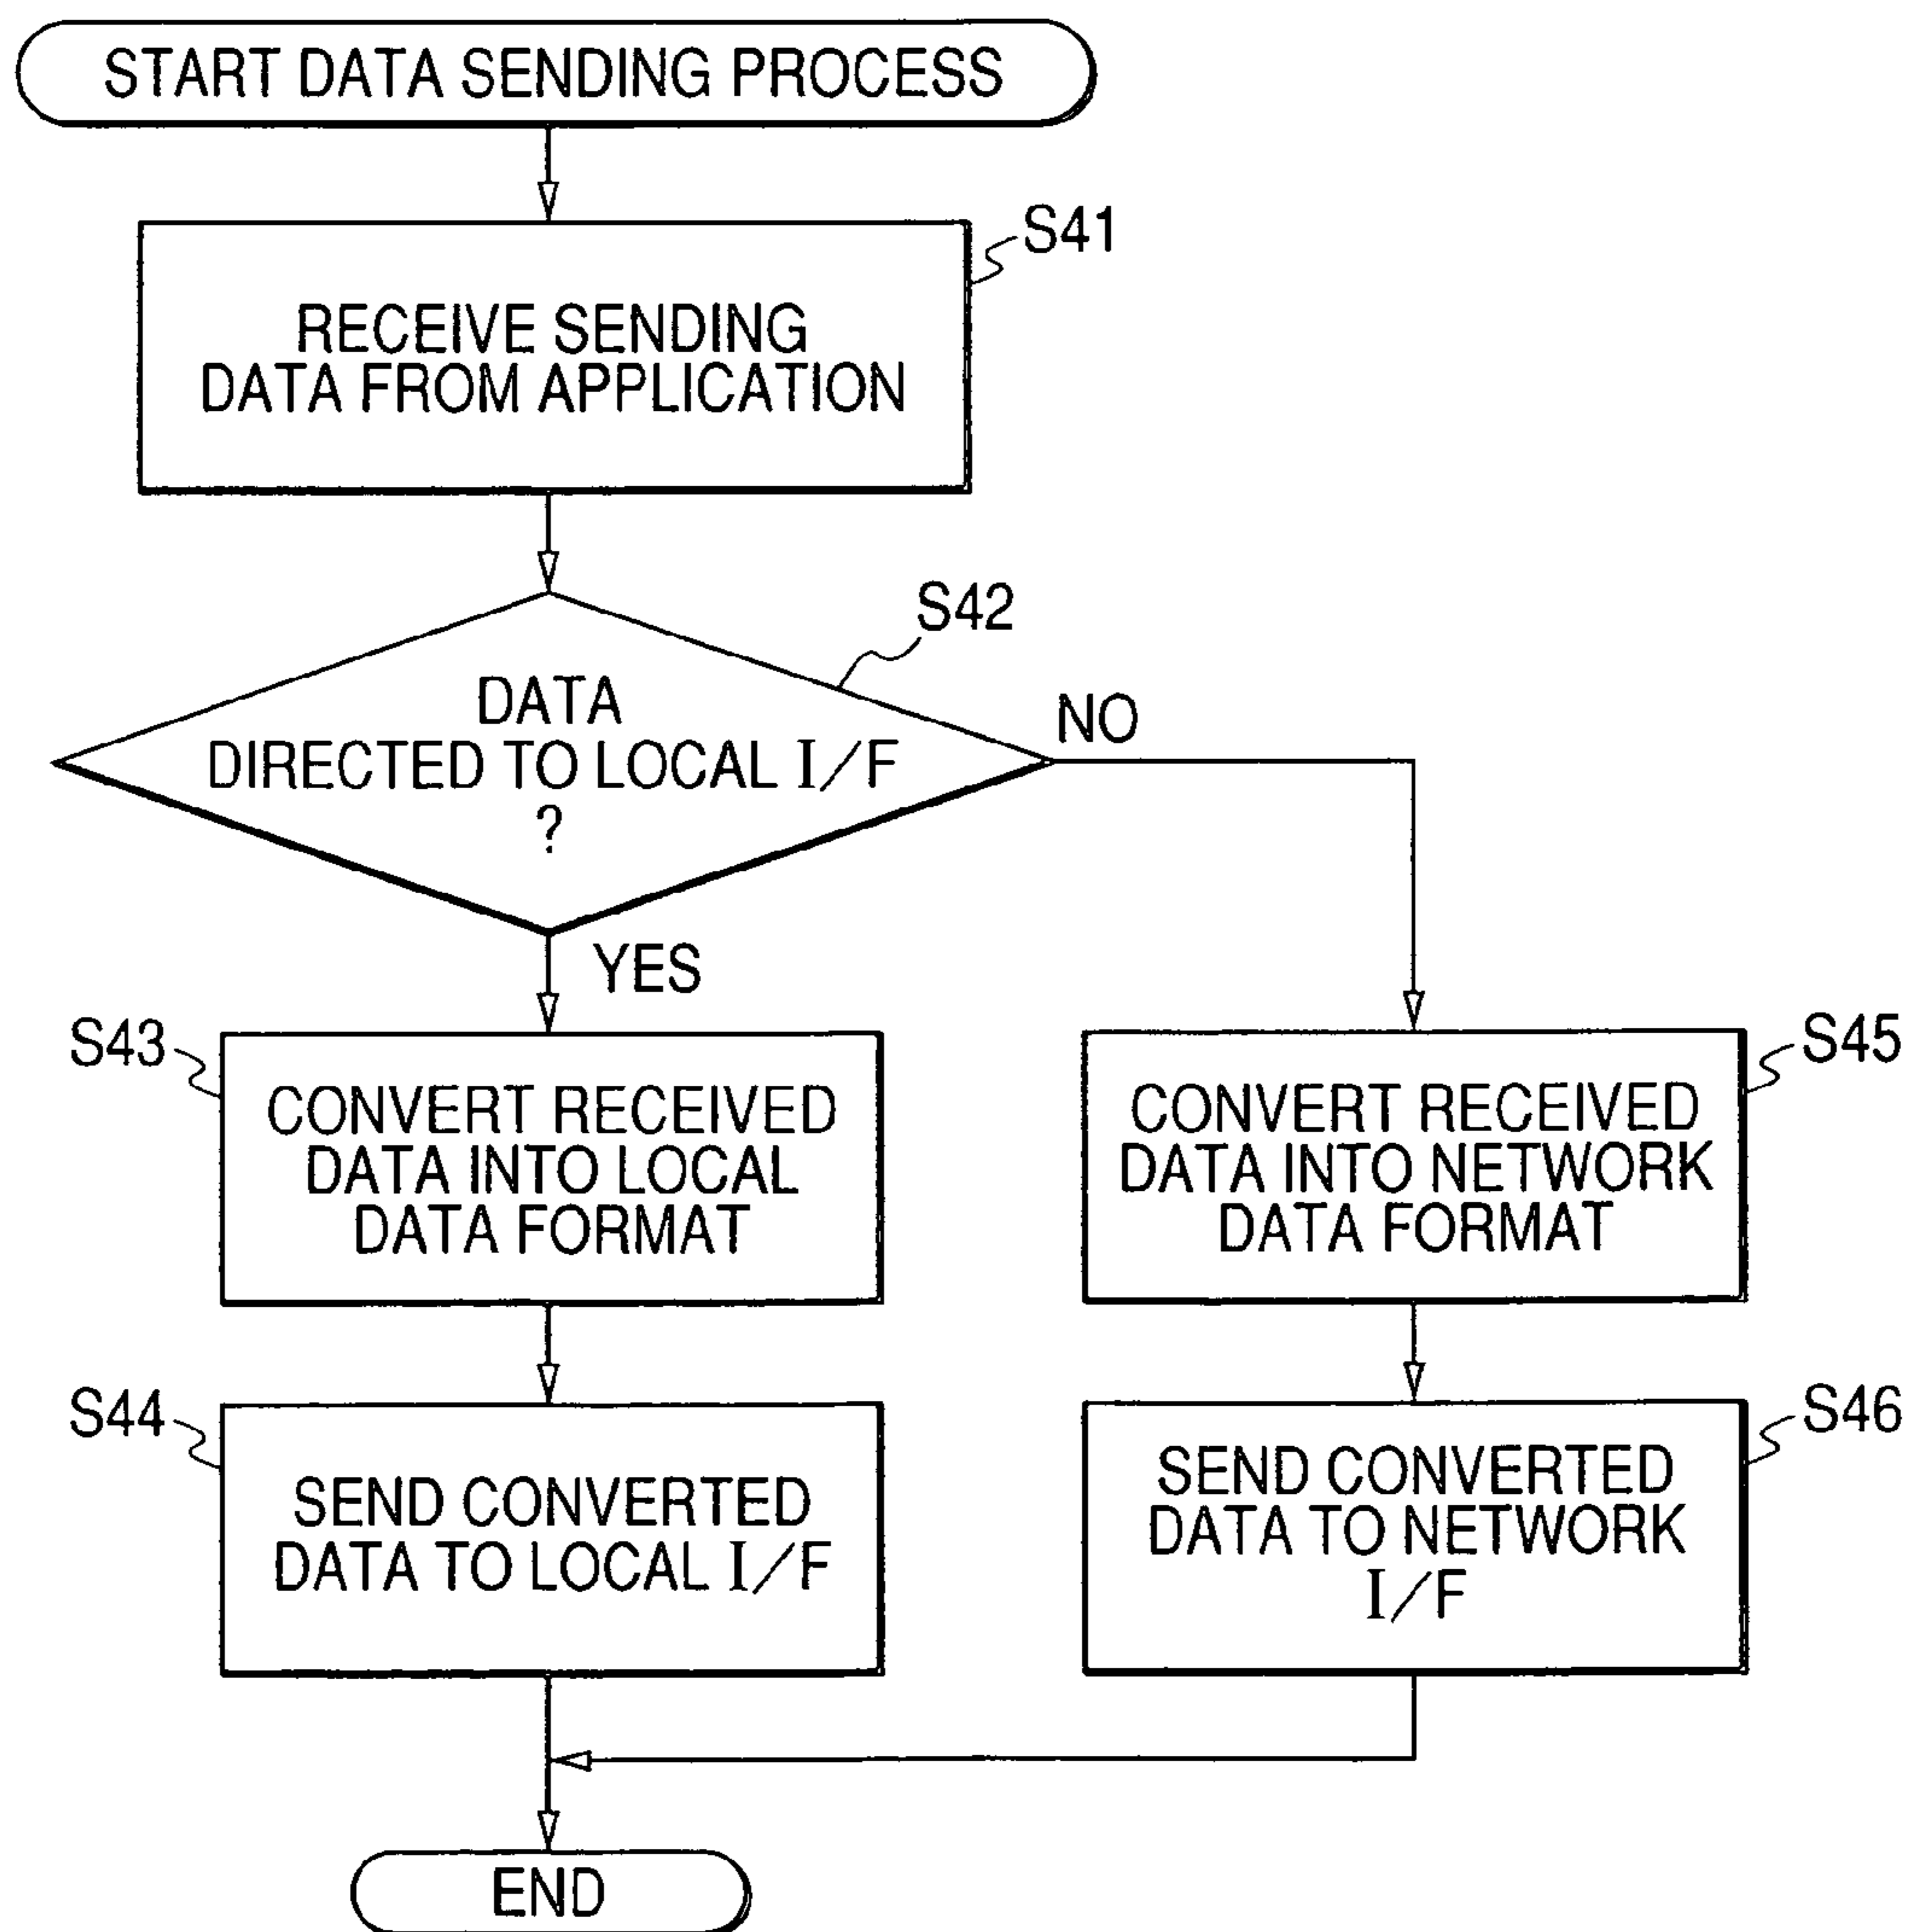 START DATA SENDING PROCESS
S41
RECEIVE SENDING
DATA FROM APPLICATION
S42
DATA
DIRECTED TO LOCAL I/F
?
NO
YES
S43
CONVERT RECEIVED
DATA INTO LOCAL
DATA FORMAT
S45
CONVERT RECEIVED
DATA INTO NETWORK
DATA FORMAT
S44
SEND CONVERTED
DATA TO LOCAL I/F
S46
SEND CONVERTED
DATA TO NETWORK
I/F
END